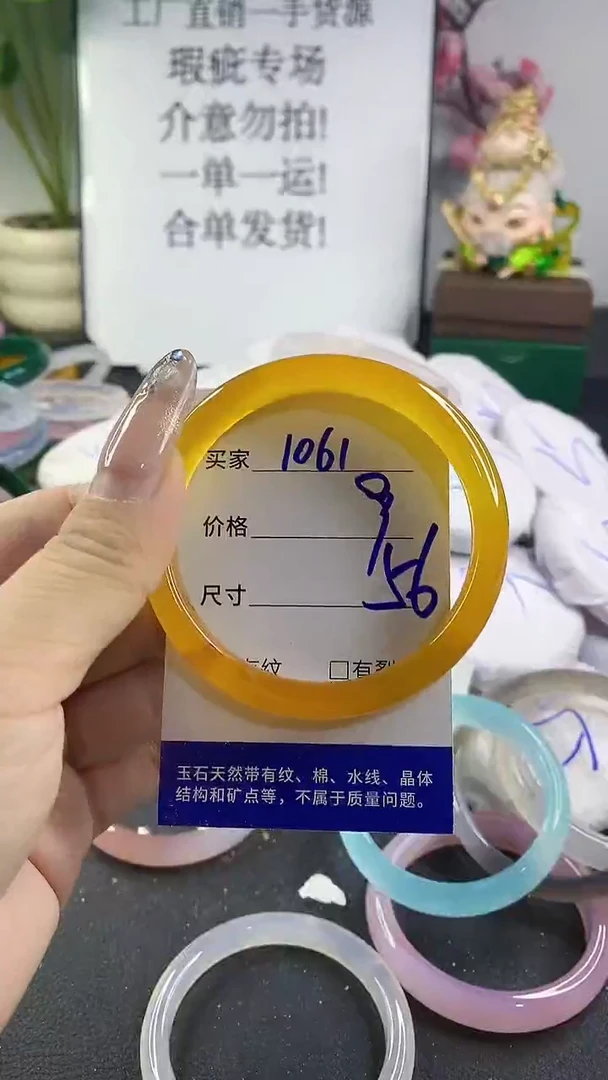 工厂直销一手货源
瑕疵专场
介意勿拍!
一单一运!
合单发货!
买家 1061
价格 9
尺寸 56
纹 □有裂
玉石天然带有纹、棉、水线、晶体
结构和矿点等，不属于质量问题。